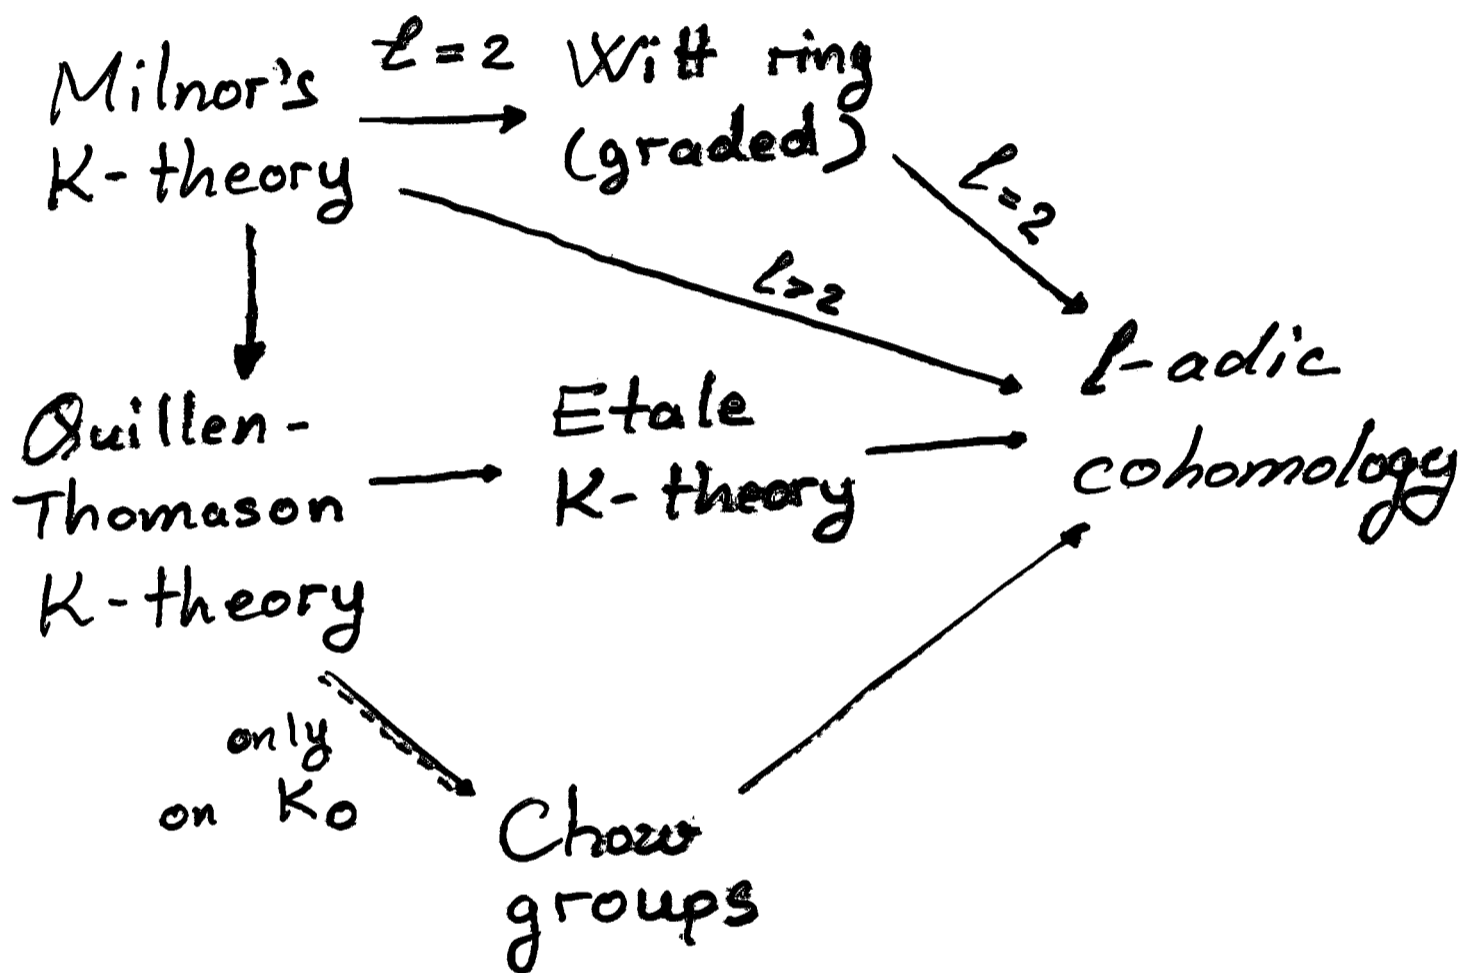 Milnor's
K-theory
l=2
Witt ring
(graded)
l=2
l>2
l-adic
cohomology
Quillen-
Thomason
K-theory
Etale
K-theory
only
on K0
Chow
groups